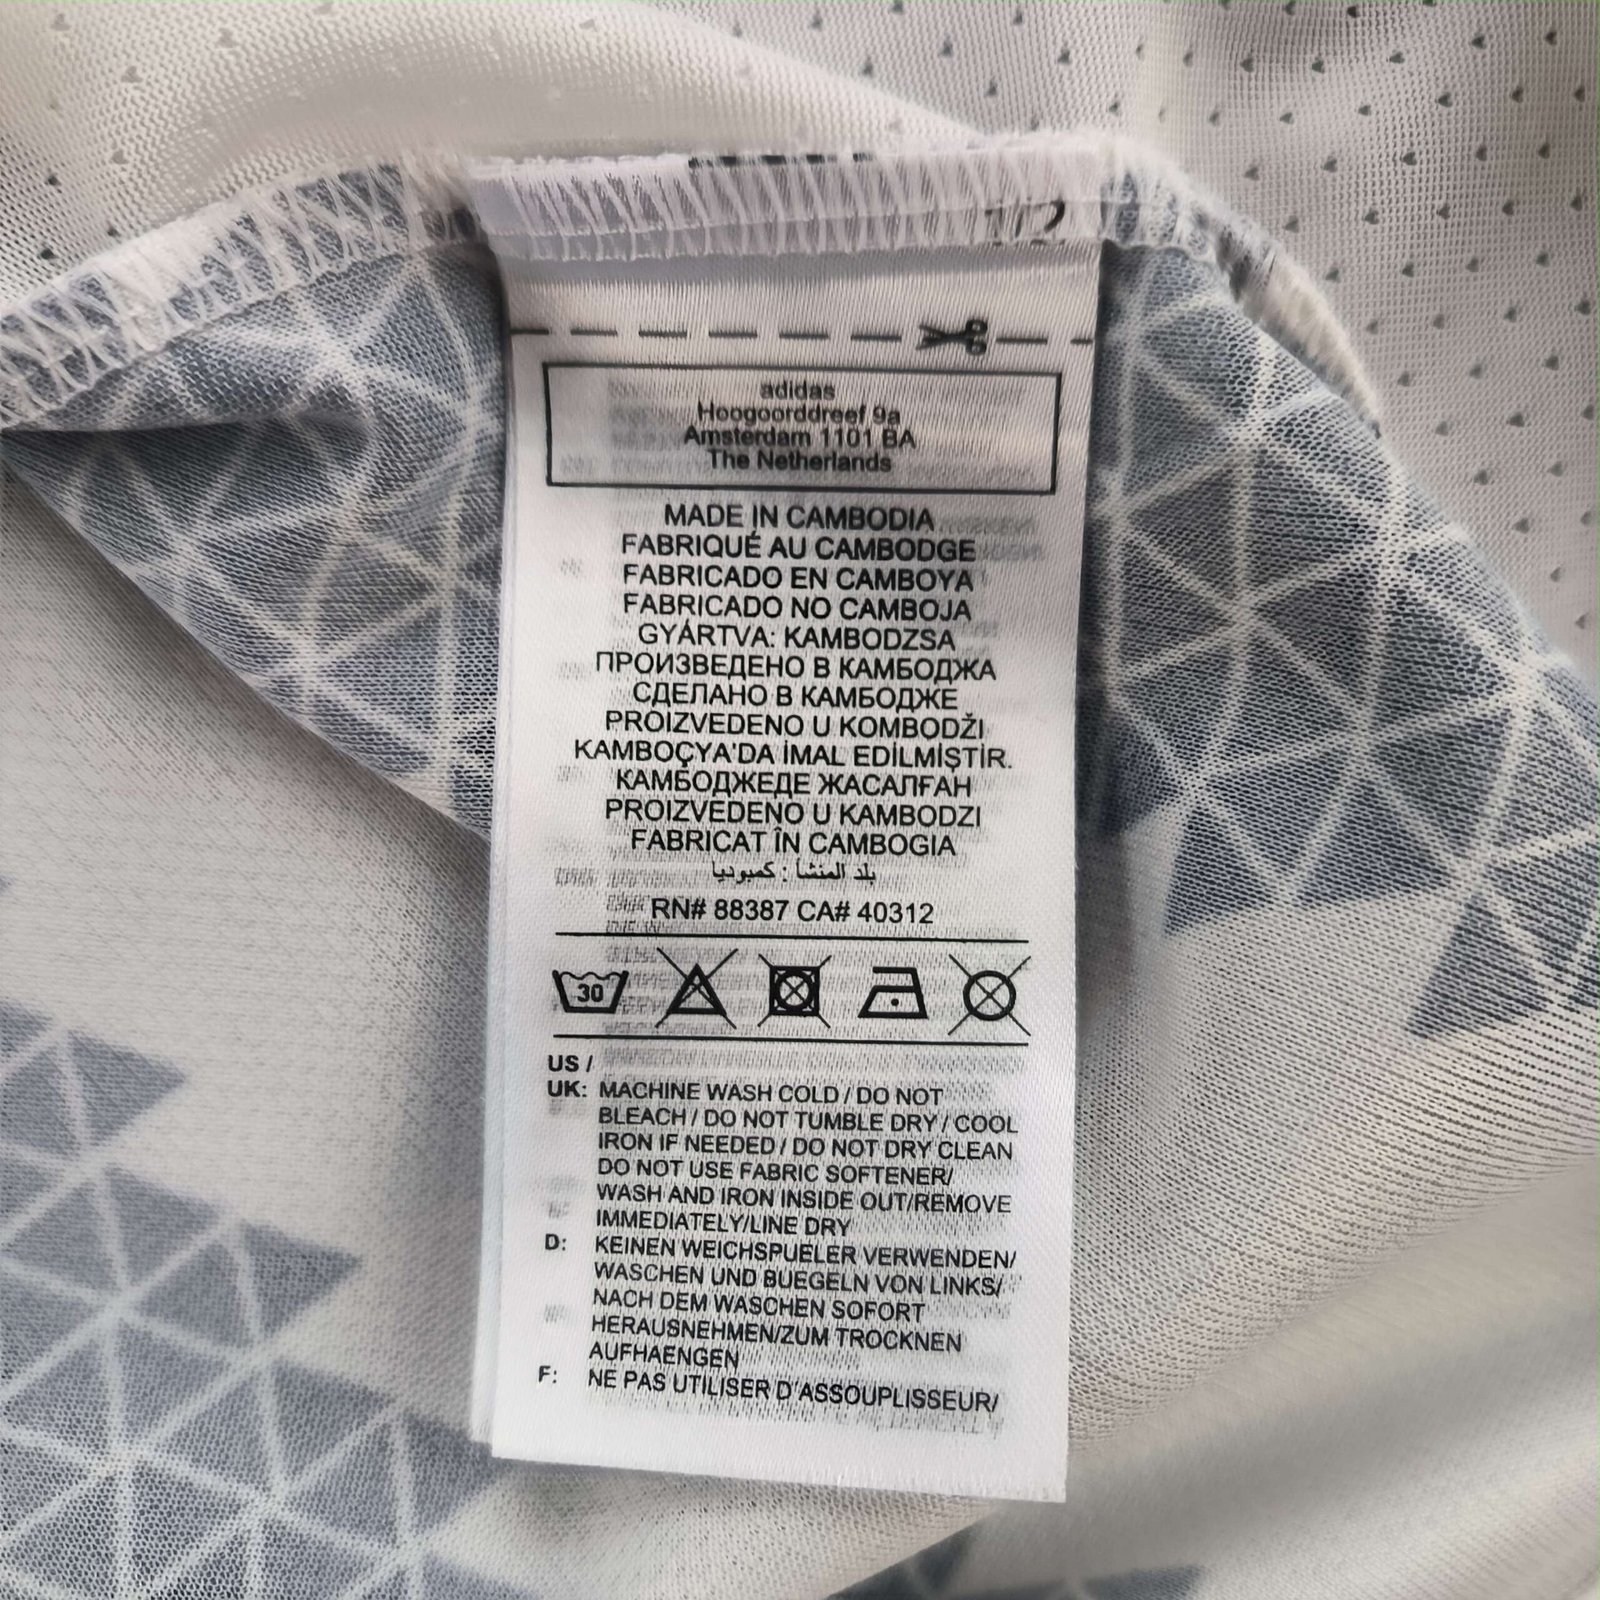 1/2
adidas
Hoogoorddreef 9a
Amsterdam 1101 BA
The Netherlands
MADE IN CAMBODIA
FABRIQUÉ AU CAMBODGE
FABRICADO EN CAMBOYA
FABRICADO NO CAMBOJA
GYÁRTVA: KAMBODZSA
ПРОИЗВЕДЕНО В КАМБОДЖА
СДЕЛАНО В КАМБОДЖЕ
PROIZVEDENO U KOMBODŽI
KAMBOÇYA'DA İMAL EDİLMİŞTİR.
КАМБОДЖЕДЕ ЖАСАЛҒАН
PROIZVEDENO U KAMBODZI
FABRICAT ÎN CAMBOGIA
بلد المنشأ : كمبوديا
RN# 88387 CA# 40312
30
US /
UK: MACHINE WASH COLD / DO NOT
BLEACH / DO NOT TUMBLE DRY / COOL
IRON IF NEEDED / DO NOT DRY CLEAN
DO NOT USE FABRIC SOFTENER/
WASH AND IRON INSIDE OUT/REMOVE
IMMEDIATELY/LINE DRY
D: KEINEN WEICHSPUELER VERWENDEN/
WASCHEN UND BUEGELN VON LINKS/
NACH DEM WASCHEN SOFORT
HERAUSNEHMEN/ZUM TROCKNEN
AUFHAENGEN
F: NE PAS UTILISER D'ASSOUPLISSEUR/